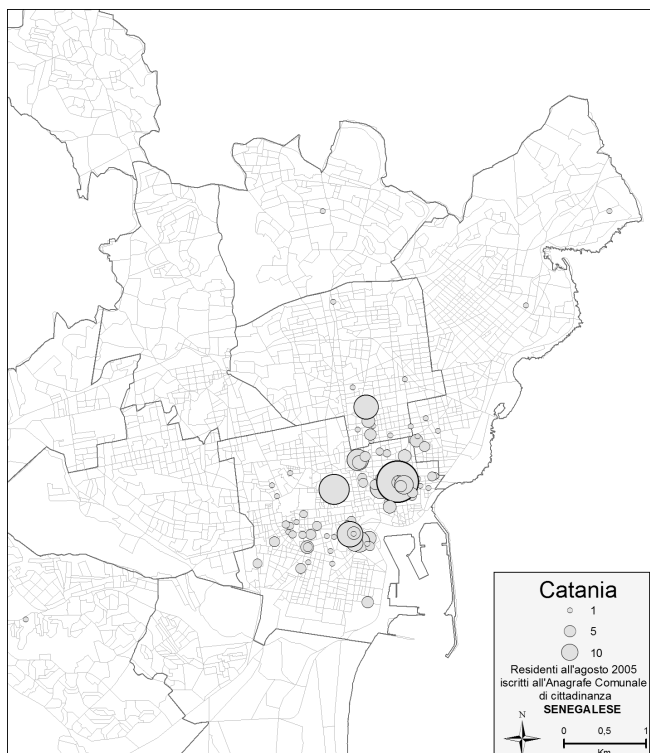 Catania
1
5
10
Residenti all'agosto 2005
iscritti all'Anagrafe Comunale
di cittadinanza
SENEGALESE
N
0 0,5 1
Km